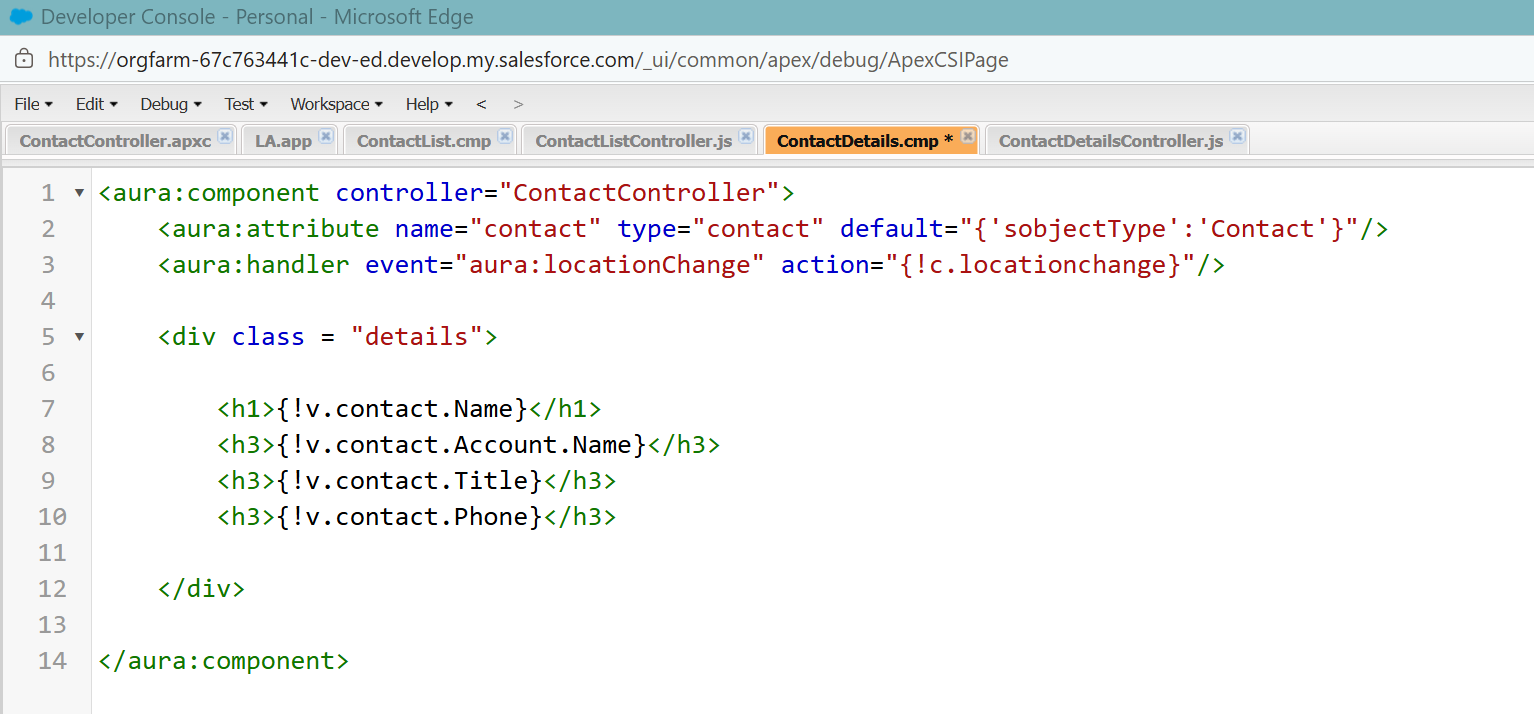 Developer Console - Personal - Microsoft Edge
https://orgfarm-67c763441c-dev-ed.develop.my.salesforce.com/_ui/common/apex/debug/ApexCSIPage
File Edit Debug Test Workspace Help < >
ContactController.apxc LA.app ContactList.cmp ContactListController.js ContactDetails.cmp * ContactDetailsController.js
1 <aura:component controller="ContactController">
2 <aura:attribute name="contact" type="contact" default="{'sobjectType':'Contact'}"/>
3 <aura:handler event="aura:locationChange" action="{!c.locationchange}"/>
4
5 <div class = "details">
6
7 <h1>{!v.contact.Name}</h1>
8 <h3>{!v.contact.Account.Name}</h3>
9 <h3>{!v.contact.Title}</h3>
10 <h3>{!v.contact.Phone}</h3>
11
12 </div>
13
14 </aura:component>